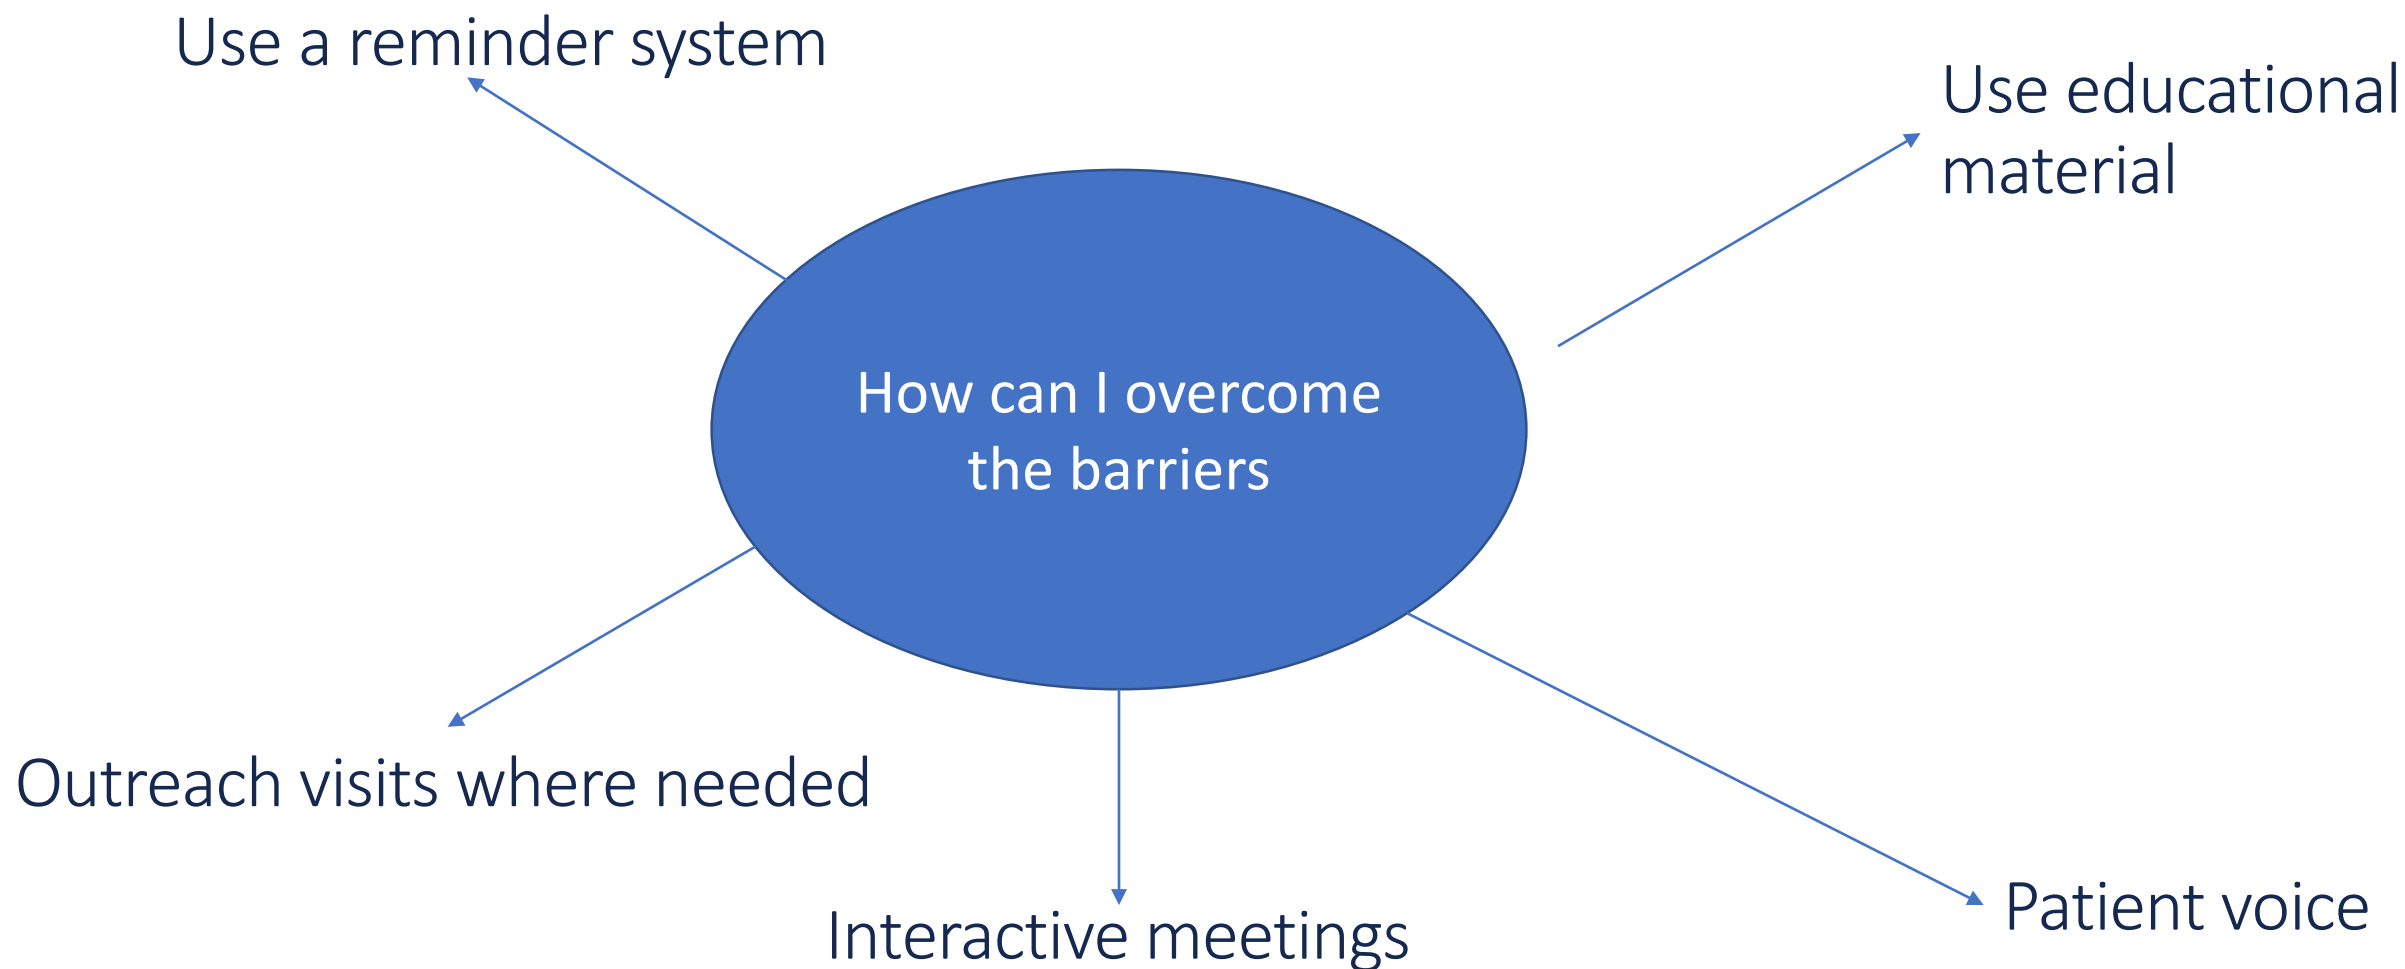 Use a reminder system
Use educational
material
How can I overcome
the barriers
Outreach visits where needed
Interactive meetings
Patient voice